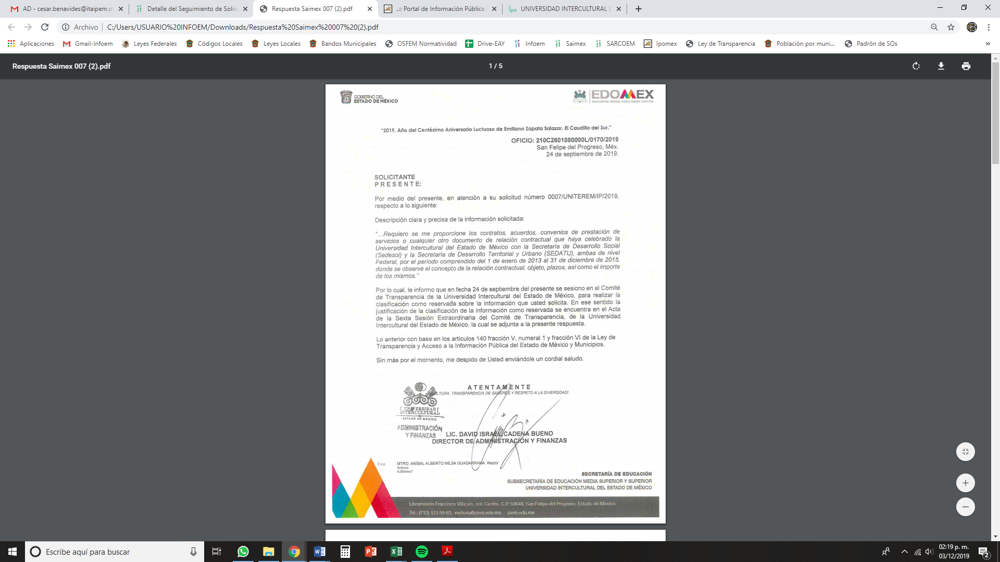 AD - cesar.benavides@itaipem.or
Detalle del Seguimiento de Solici
Respuesta Saimex 007 (2).pdf
..:: Portal de Información Pública
UNIVERSIDAD INTERCULTURAL D
Archivo
C:/Users/USUARIO%20INFOEM/Downloads/Respuesta%20Saimex%20007%20(2).pdf
Aplicaciones
Gmail-Infoem
Leyes Federales
Códigos Locales
Leyes Locales
Bandos Municipales
OSFEM Normatividad
Drive-EAY
Infoem
Saimex
SARCOEM
Ipomex
Ley de Transparencia
Población por muni...
Padrón de SOs
»
Respuesta Saimex 007 (2).pdf
1 / 5
GOBIERNO DEL
ESTADO DE MÉXICO
EDOMEX
DECISIONES FIRMES, RESULTADOS FUERTES.
"2019. Año del Centésimo Aniversario Luctuoso de Emiliano Zapata Salazar. El Caudillo del Sur."
OFICIO: 210C2601080000L/0170/2019
San Felipe del Progreso, Méx.
24 de septiembre de 2019.
SOLICITANTE
P R E S E N T E:
Por medio del presente, en atención a su solicitud número 0007/UNITEREM/IP/2019,
respecto a lo siguiente:
Descripción clara y precisa de la información solicitada:
"…Requiero se me proporcione los contratos, acuerdos, convenios de prestación de
servicios o cualquier otro documento de relación contractual que haya celebrado la
Universidad Intercultural del Estado de México con la Secretaría de Desarrollo Social
(Sedesol) y la Secretaría de Desarrollo Territorial y Urbano (SEDATU), ambas de nivel
Federal, por el periodo comprendido del 1 de enero de 2013 al 31 de diciembre de 2015,
donde se observe el concepto de la relación contractual, objeto, plazos, así como el importe
de los mismos."
Por lo cual, le informo que en fecha 24 de septiembre del presente se sesiono en el Comité
de Transparencia de la Universidad Intercultural del Estado de México, para realizar la
clasificación como reservada sobre la información que usted solicita. En ese sentido la
justificación de la clasificación de la información como reservada se encuentra en el Acta
de la Sexta Sesión Extraordinaria del Comité de Transparencia, de la Universidad
Intercultural del Estado de México, la cual se adjunta a la presente respuesta.
Lo anterior con base en los artículos 140 fracción V, numeral 1 y fracción VI de la Ley de
Transparencia y Acceso a la Información Pública del Estado de México y Municipios.
Sin más por el momento, me despido de Usted enviándole un cordial saludo.
A T E N T A M E N T E
CULTURA, TRANSPARENCIA DE SABERES Y RESPETO A LA DIVERSIDAD!
UNIVERSIDAD
INTERCULTURAL
ESTADO DE MÉXICO
ADMINISTRACIÓN
Y FINANZAS
LIC. DAVID ISRAEL CADENA BUENO
DIRECTOR DE ADMINISTRACIÓN Y FINANZAS
C.c.p.
MTRO. ANÍBAL ALBERTO MEJÍA GUADARRAMA. Rector
Archivo.
AJSV/acc*
SECRETARÍA DE EDUCACIÓN
SUBSECRETARÍA DE EDUCACIÓN MEDIA SUPERIOR Y SUPERIOR
UNIVERSIDAD INTERCULTURAL DEL ESTADO DE MÉXICO
Libramiento Francisco Villa s/n, col. Centro, C.P. 50640, San Felipe del Progreso, Estado de México.
Tel.: (712) 123 59 63. rectoria@uiem.edu.mx uiem.edu.mx
Escribe aquí para buscar
02:19 p. m.
03/12/2019
2